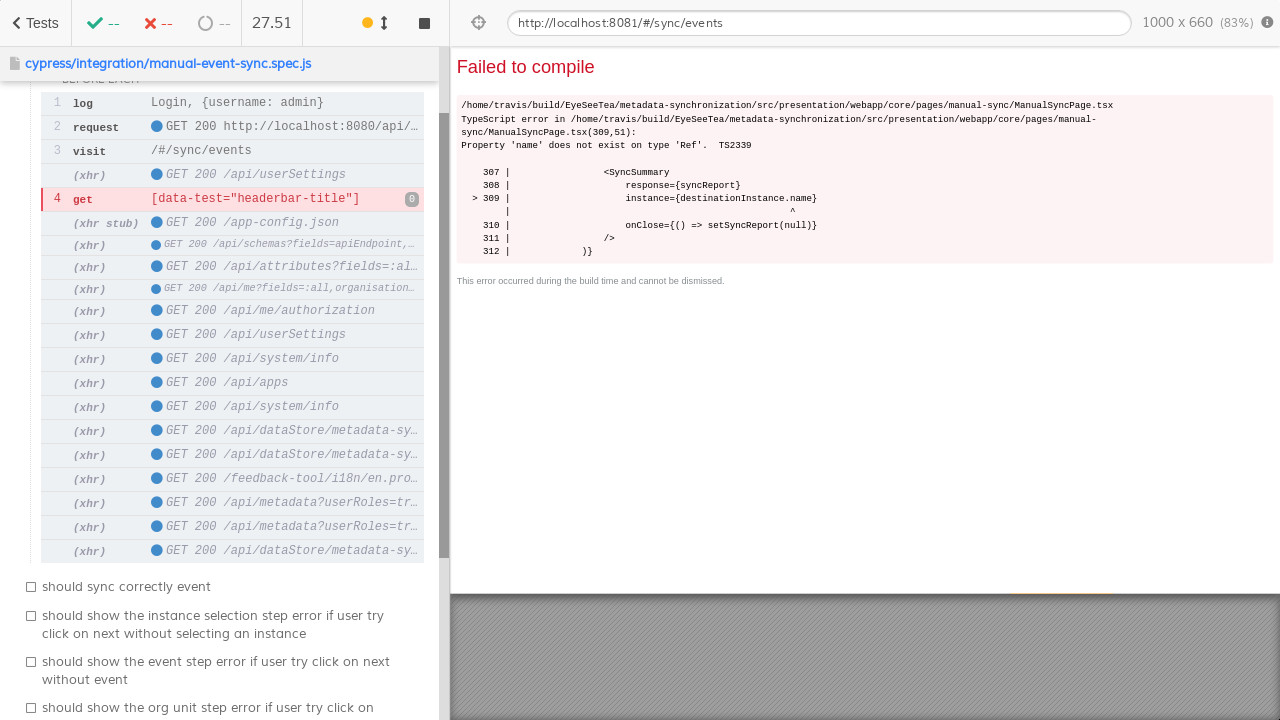 Tests
--
--
--
27.51
http://localhost:8081/#/sync/events
1000 x 660 (83%)
cypress/integration/manual-event-sync.spec.js
1 log Login, {username: admin}
2 request GET 200 http://localhost:8080/api/…
3 visit /#/sync/events
(xhr) GET 200 /api/userSettings
4 get [data-test="headerbar-title"] 0
(xhr stub) GET 200 /app-config.json
(xhr) GET 200 /api/schemas?fields=apiEndpoint,…
(xhr) GET 200 /api/attributes?fields=:al…
(xhr) GET 200 /api/me?fields=:all,organisation…
(xhr) GET 200 /api/me/authorization
(xhr) GET 200 /api/userSettings
(xhr) GET 200 /api/system/info
(xhr) GET 200 /api/apps
(xhr) GET 200 /api/system/info
(xhr) GET 200 /api/dataStore/metadata-sy…
(xhr) GET 200 /api/dataStore/metadata-sy…
(xhr) GET 200 /feedback-tool/i18n/en.pro…
(xhr) GET 200 /api/metadata?userRoles=tr…
(xhr) GET 200 /api/metadata?userRoles=tr…
(xhr) GET 200 /api/dataStore/metadata-sy…
should sync correctly event
should show the instance selection step error if user try
click on next without selecting an instance
should show the event step error if user try click on next
without event
should show the org unit step error if user try click on
Failed to compile
/home/travis/build/EyeSeeTea/metadata-synchronization/src/presentation/webapp/core/pages/manual-sync/ManualSyncPage.tsx
TypeScript error in /home/travis/build/EyeSeeTea/metadata-synchronization/src/presentation/webapp/core/pages/manual-
sync/ManualSyncPage.tsx(309,51):
Property 'name' does not exist on type 'Ref'.  TS2339
307 | <SyncSummary
308 | response={syncReport}
> 309 | instance={destinationInstance.name}
| ^
310 | onClose={() => setSyncReport(null)}
311 | />
312 | )}
This error occurred during the build time and cannot be dismissed.